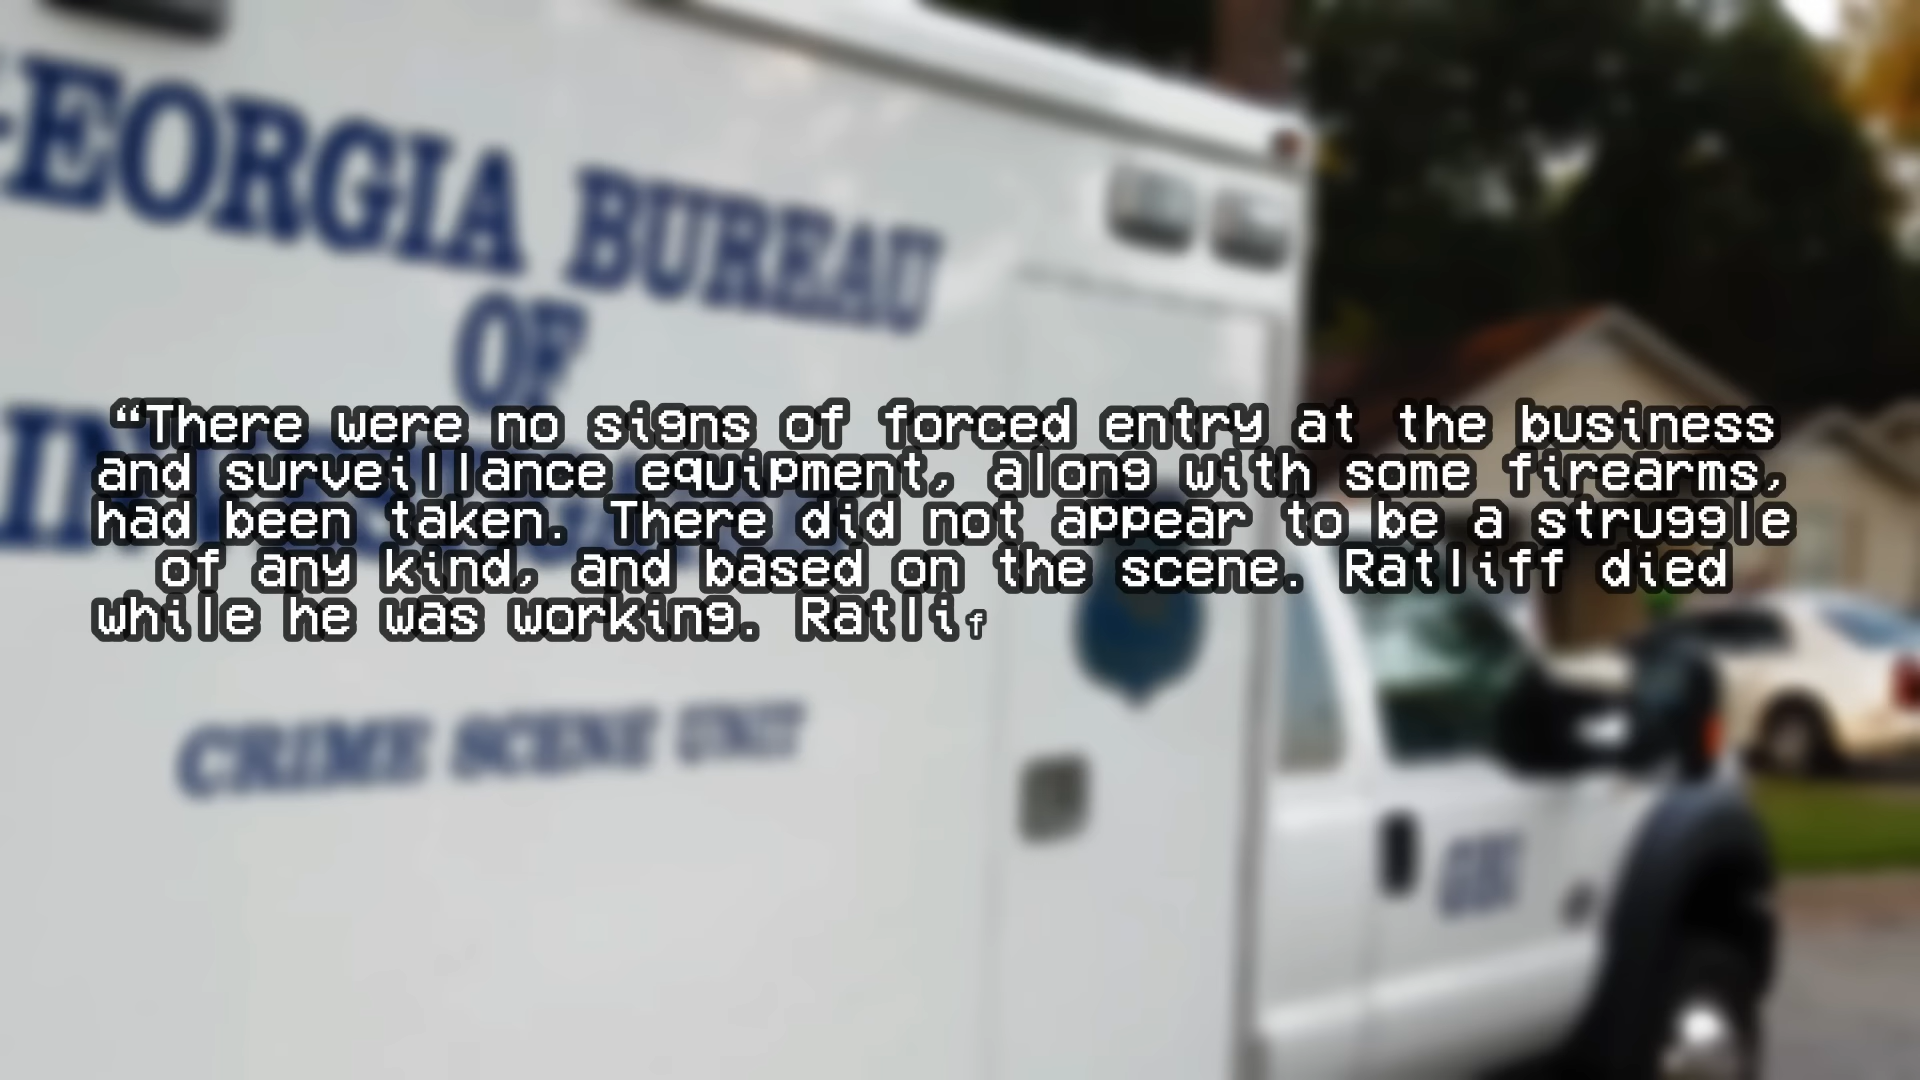 GEORGIA BUREAU
OF
“There were no signs of forced entry at the business
and surveillance equipment, along with some firearms,
had been taken. There did not appear to be a struggle
of any kind, and based on the scene. Ratliff died
while he was working. Ratlif
CRIME SCENE UNIT
GBI